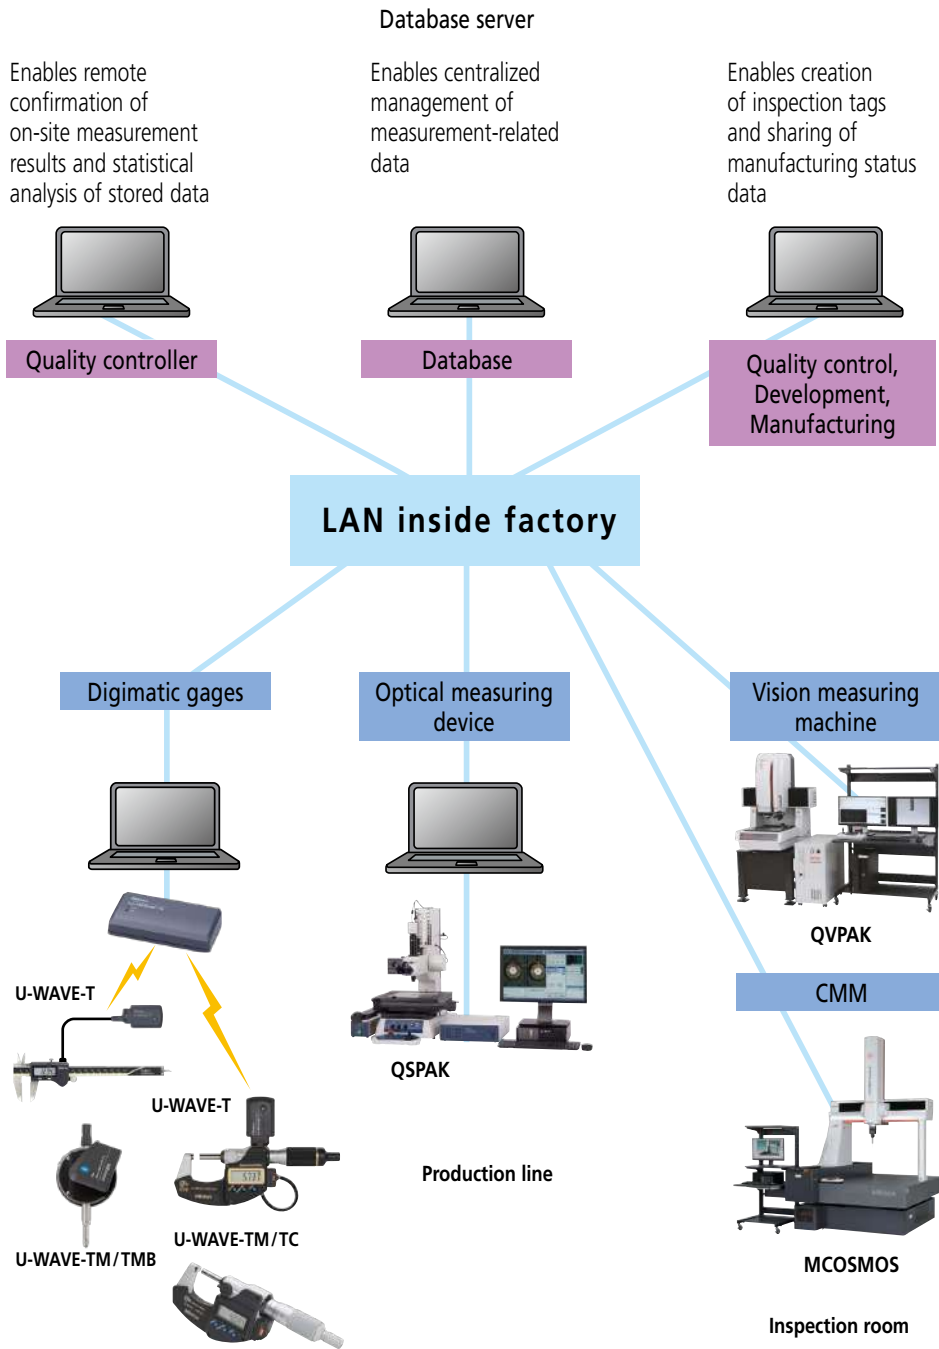 Database server
Enables remote
confirmation of
on-site measurement
results and statistical
analysis of stored data
Enables centralized
management of
measurement-related
data
Enables creation
of inspection tags
and sharing of
manufacturing status
data
Quality controller
Database
Quality control,
Development,
Manufacturing
LAN inside factory
Digimatic gages
Optical measuring
device
Vision measuring
machine
QVPAK
CMM
U-WAVE-T
QSPAK
U-WAVE-T
Production line
U-WAVE-TM/TMB
U-WAVE-TM/TC
MCOSMOS
Inspection room